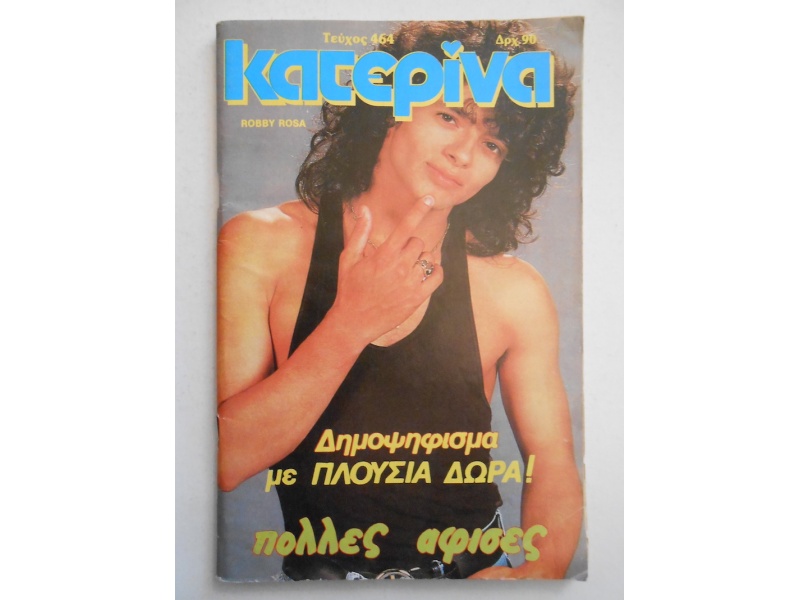 Τεύχος 464
Δρχ. 90
κατερίνα
ROBBY ROSA
Δημοψηφισμα
με ΠΛΟΥΣΙΑ ΔΩΡΑ!
πολλες αφισες